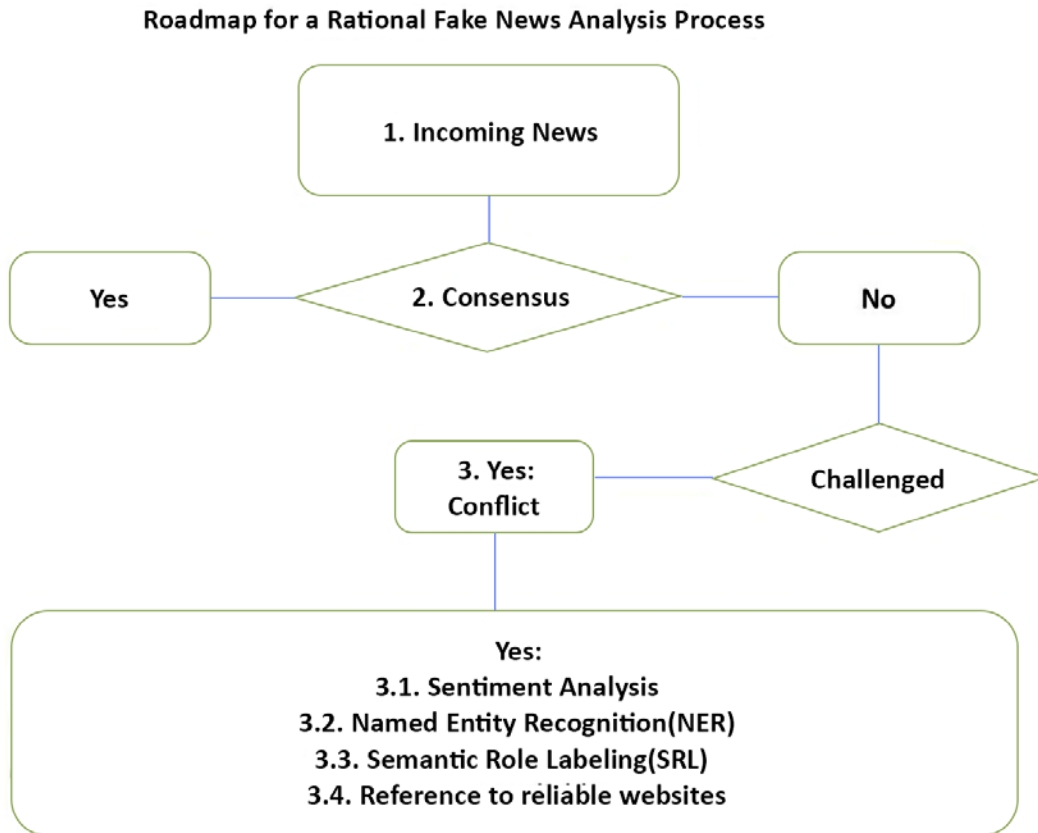 Roadmap for a Rational Fake News Analysis Process
1. Incoming News
Yes
2. Consensus
No
3. Yes:
Conflict
Challenged
Yes:
3.1. Sentiment Analysis
3.2. Named Entity Recognition(NER)
3.3. Semantic Role Labeling(SRL)
3.4. Reference to reliable websites